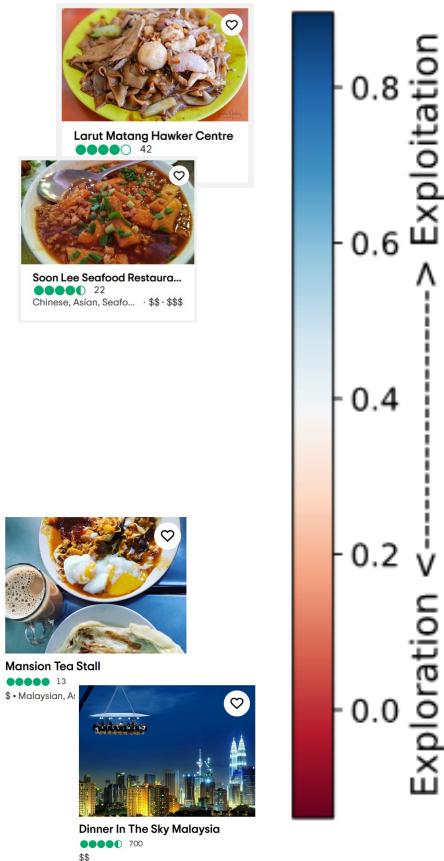 Larut Matang Hawker Centre
42
Soon Lee Seafood Restaura...
22
Chinese, Asian, Seafo... · $$ - $$$
Mansion Tea Stall
13
$ • Malaysian, A
Dinner In The Sky Malaysia
700
$$
0.8
0.6
0.4
0.2
0.0
Exploration <--------------------> Exploitation